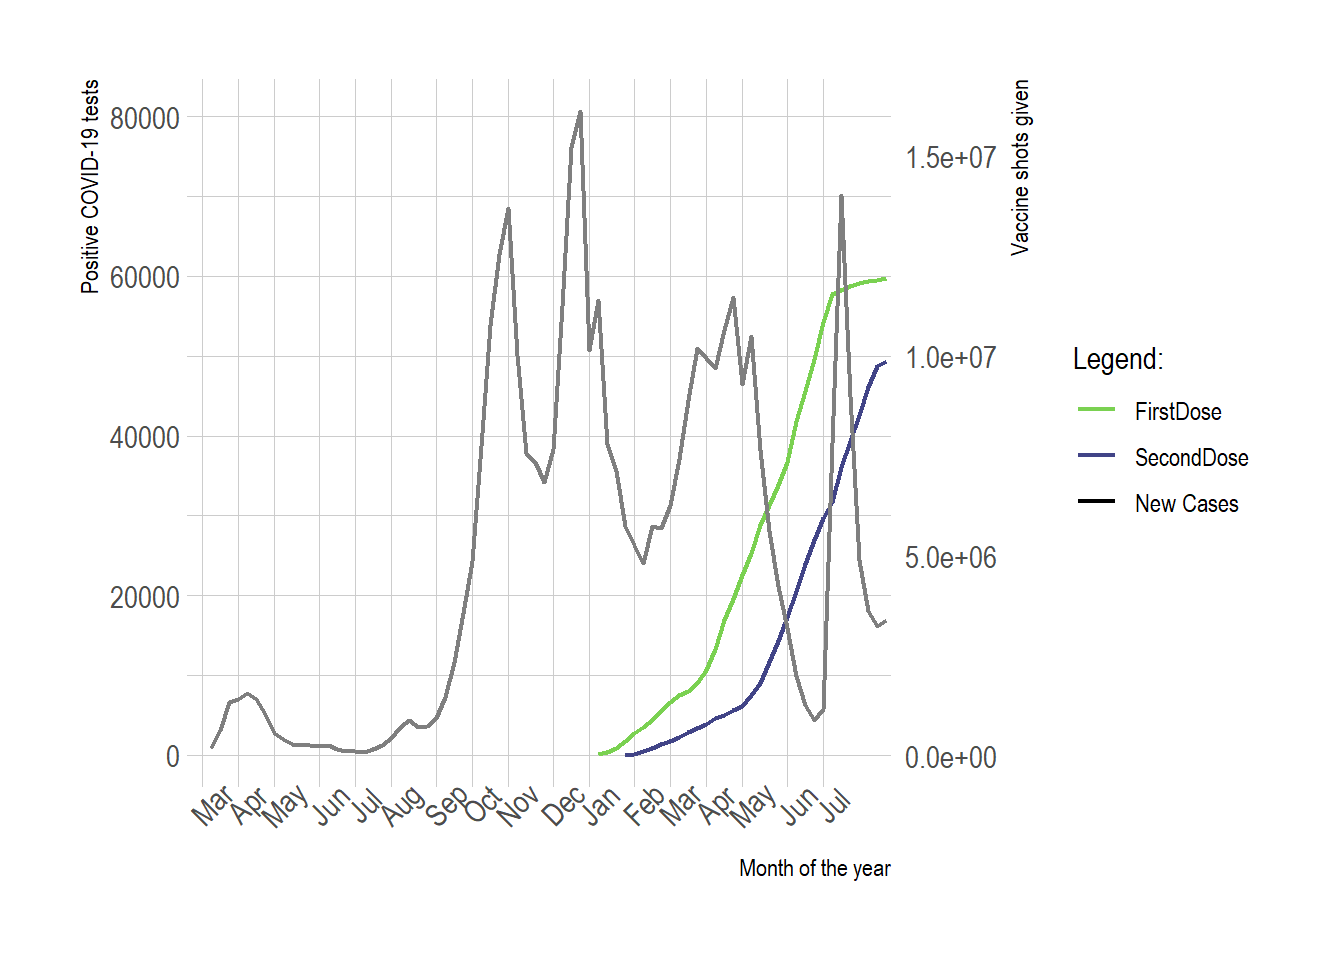 Positive COVID-19 tests
80000
60000
40000
20000
0
Vaccine shots given
1.5e+07
1.0e+07
5.0e+06
0.0e+00
Mar Apr May Jun Jul Aug Sep Oct Nov Dec Jan Feb Mar Apr May Jun Jul
Month of the year
Legend:
FirstDose
SecondDose
New Cases